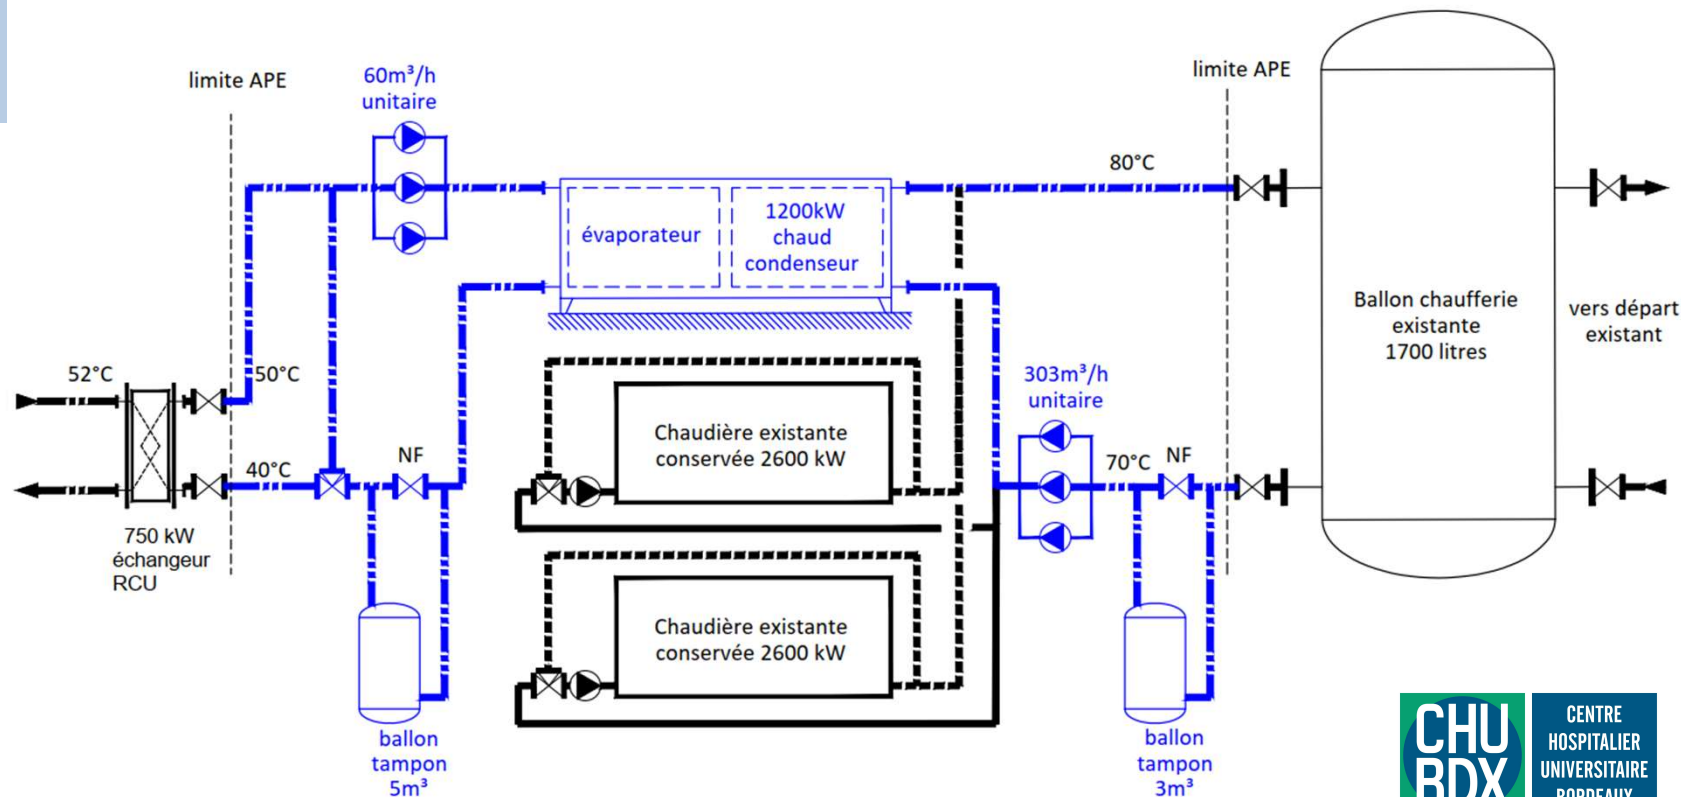 limite APE
60m³/h
unitaire
limite APE
80°C
évaporateur
1200kW
chaud
condenseur
Ballon chaufferie
existante
1700 litres
vers départ
existant
52°C
50°C
303m³/h
unitaire
Chaudière existante
conservée 2600 kW
40°C
NF
70°C
NF
750 kW
échangeur
RCU
Chaudière existante
conservée 2600 kW
ballon
tampon
5m³
ballon
tampon
3m³
CHU
BDX
CENTRE
HOSPITALIER
UNIVERSITAIRE
BORDEAUX